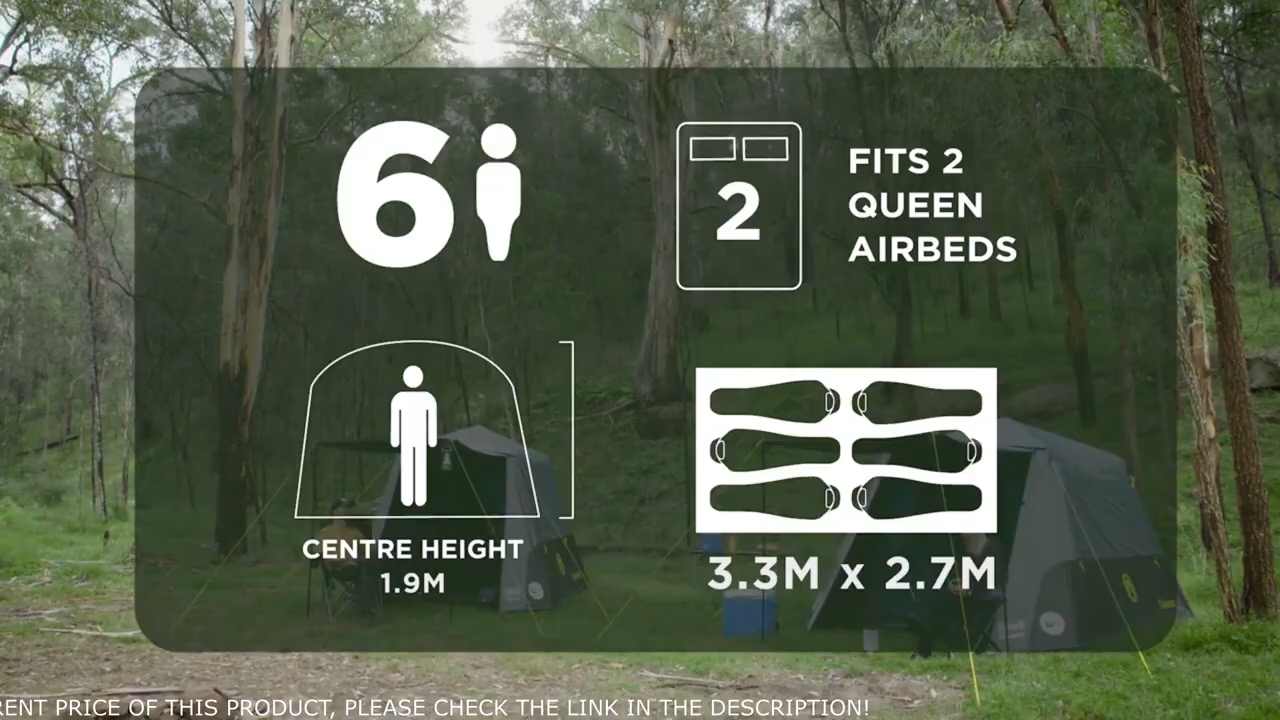 6
2
FITS 2
QUEEN
AIRBEDS
CENTRE HEIGHT
1.9M
3.3M x 2.7M
PRICE OF THIS PRODUCT, PLEASE CHECK THE LINK IN THE DESCRIPTION!